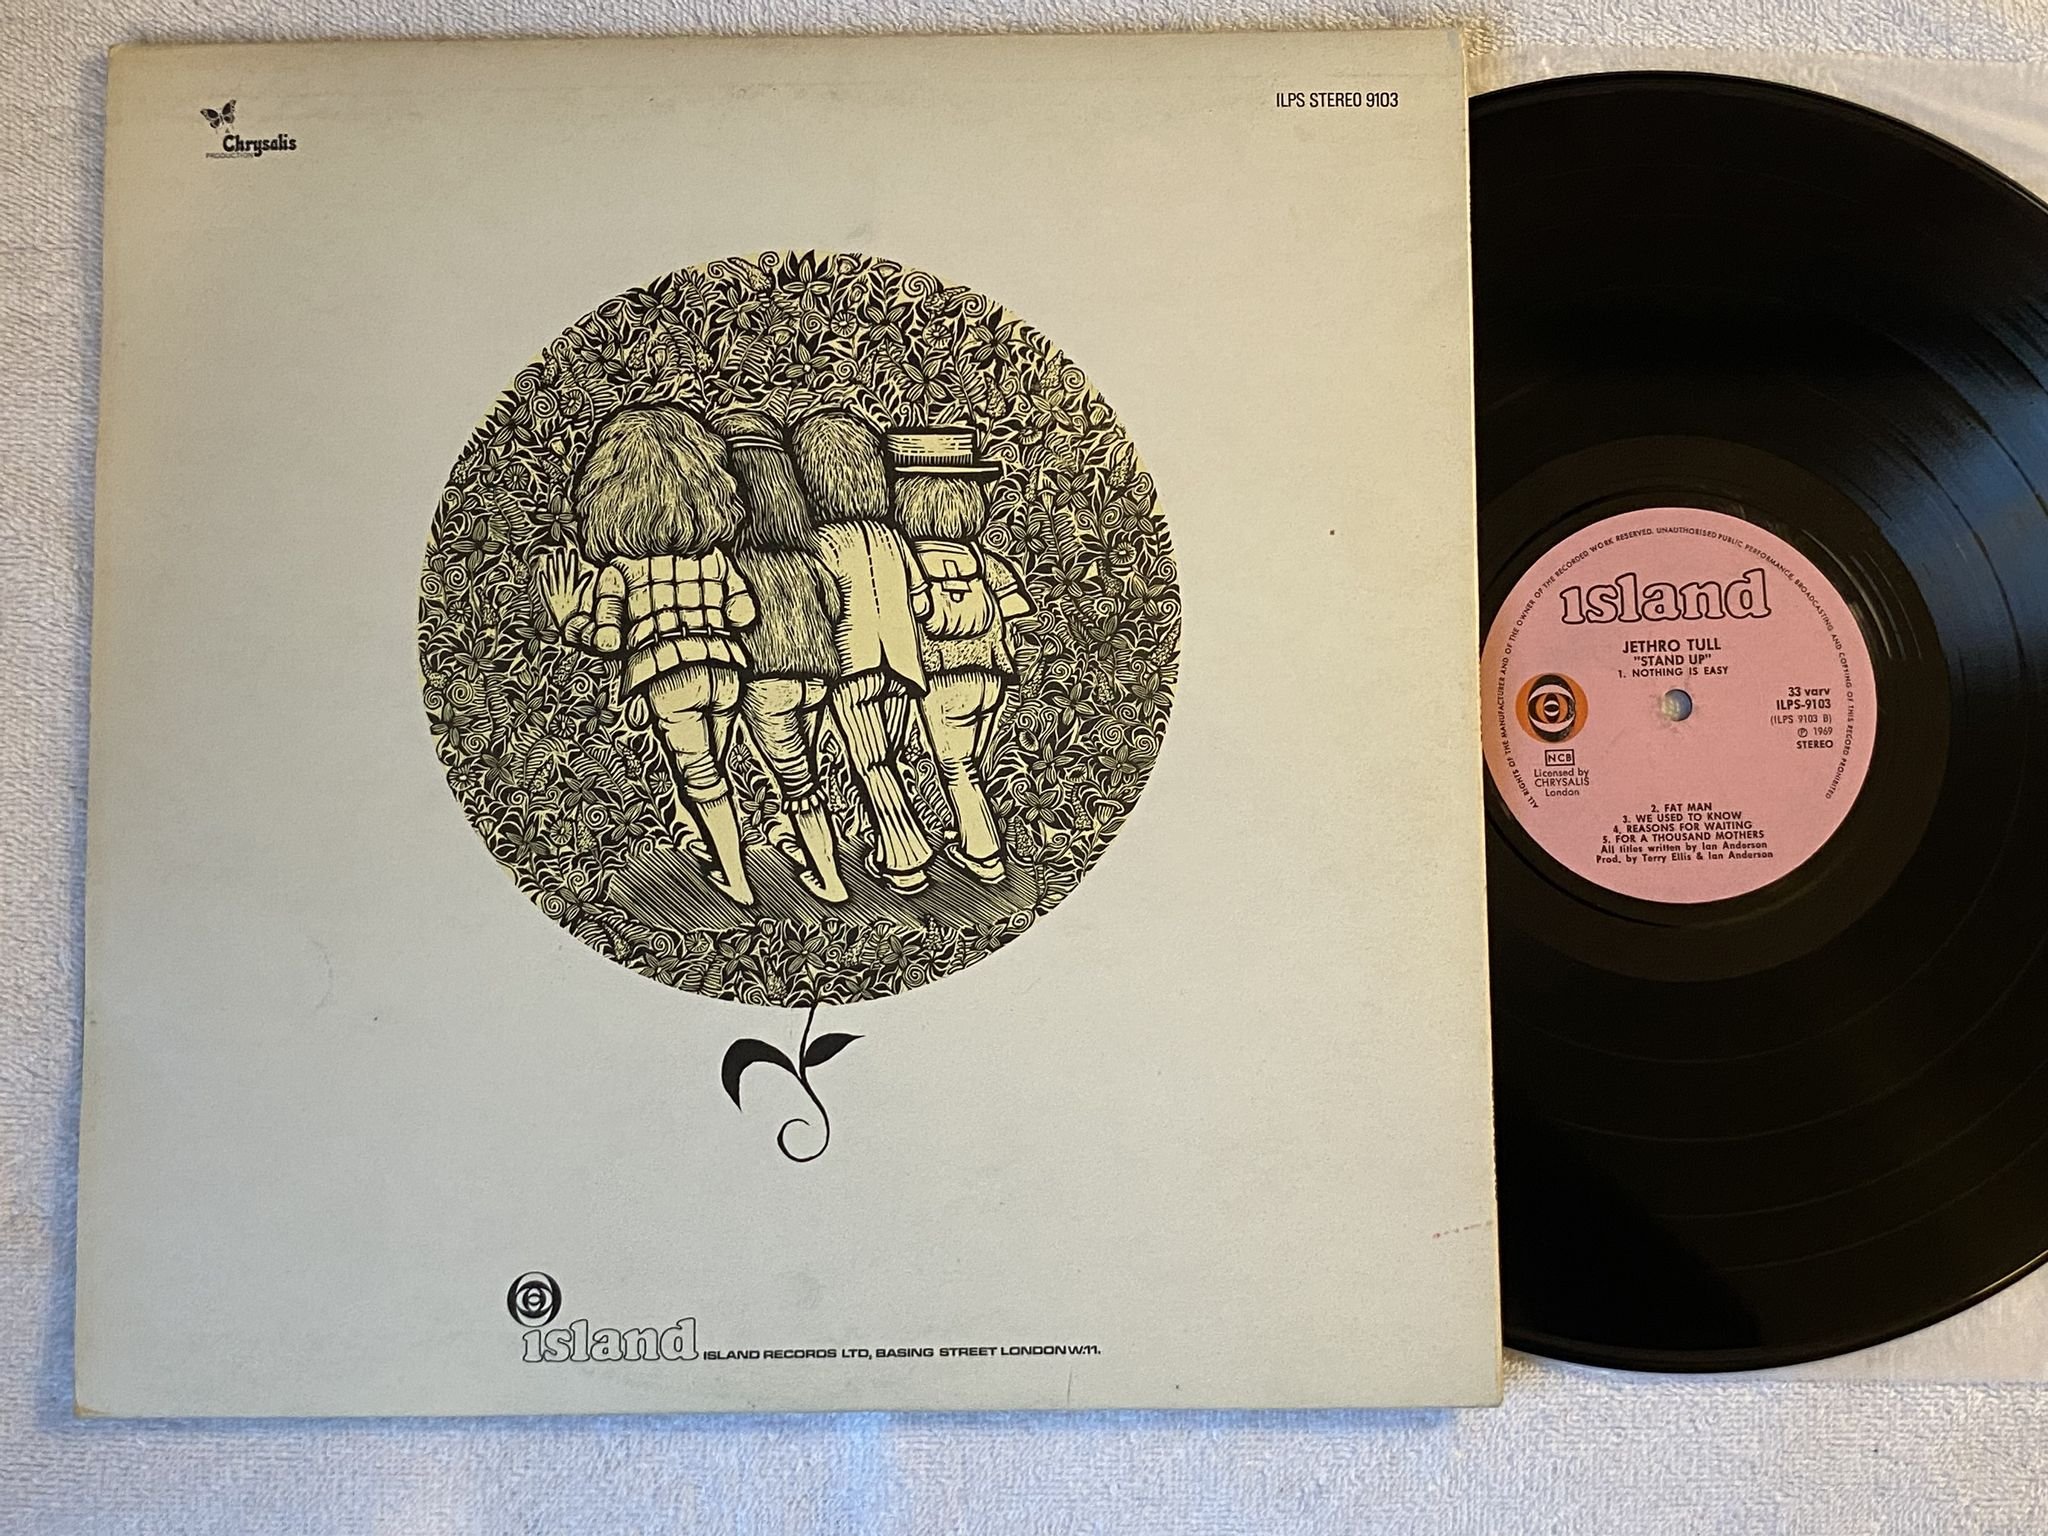 Chrysalis
PRODUCTION
ILPS STEREO 9103
island
ISLAND RECORDS LTD, BASING STREET LONDON W.11.
ALL RIGHTS OF THE MANUFACTURER AND OF THE OWNER OF THE RECORDED WORK RESERVED. UNAUTHORISED PUBLIC PERFORMANCE, BROADCASTING AND COPYING OF THIS RECORD PROHIBITED
island
JETHRO TULL
"STAND UP"
1. NOTHING IS EASY
33 varv
ILPS-9103
(ILPS 9103 B)
Ⓟ 1969
STEREO
NCB
Licensed by
CHRYSALIS
London
2. FAT MAN
3. WE USED TO KNOW
4. REASONS FOR WAITING
5. FOR A THOUSAND MOTHERS
All titles written by Ian Anderson
Prod. by Terry Ellis & Ian Anderson